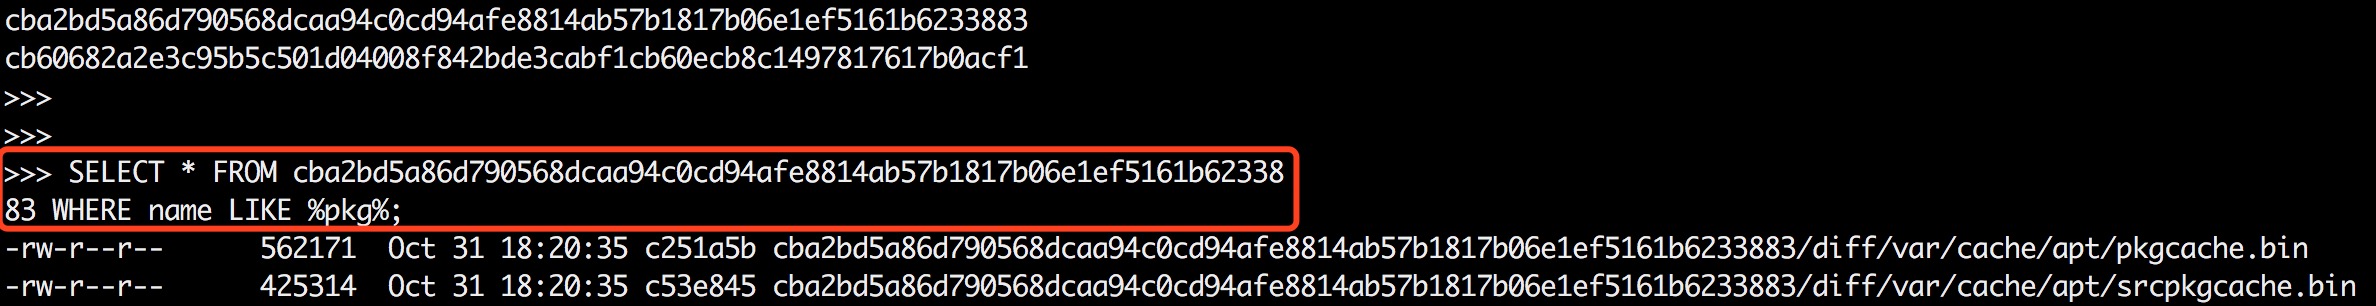 cba2bd5a86d790568dcaa94c0cd94afe8814ab57b1817b06e1ef5161b6233883
cb60682a2e3c95b5c501d04008f842bde3cabf1cb60ecb8c1497817617b0acf1
>>>
>>>
>>> SELECT * FROM cba2bd5a86d790568dcaa94c0cd94afe8814ab57b1817b06e1ef5161b62338
83 WHERE name LIKE %pkg%;
-rw-r--r--      562171  Oct 31 18:20:35 c251a5b cba2bd5a86d790568dcaa94c0cd94afe8814ab57b1817b06e1ef5161b6233883/diff/var/cache/apt/pkgcache.bin
-rw-r--r--      425314  Oct 31 18:20:35 c53e845 cba2bd5a86d790568dcaa94c0cd94afe8814ab57b1817b06e1ef5161b6233883/diff/var/cache/apt/srcpkgcache.bin